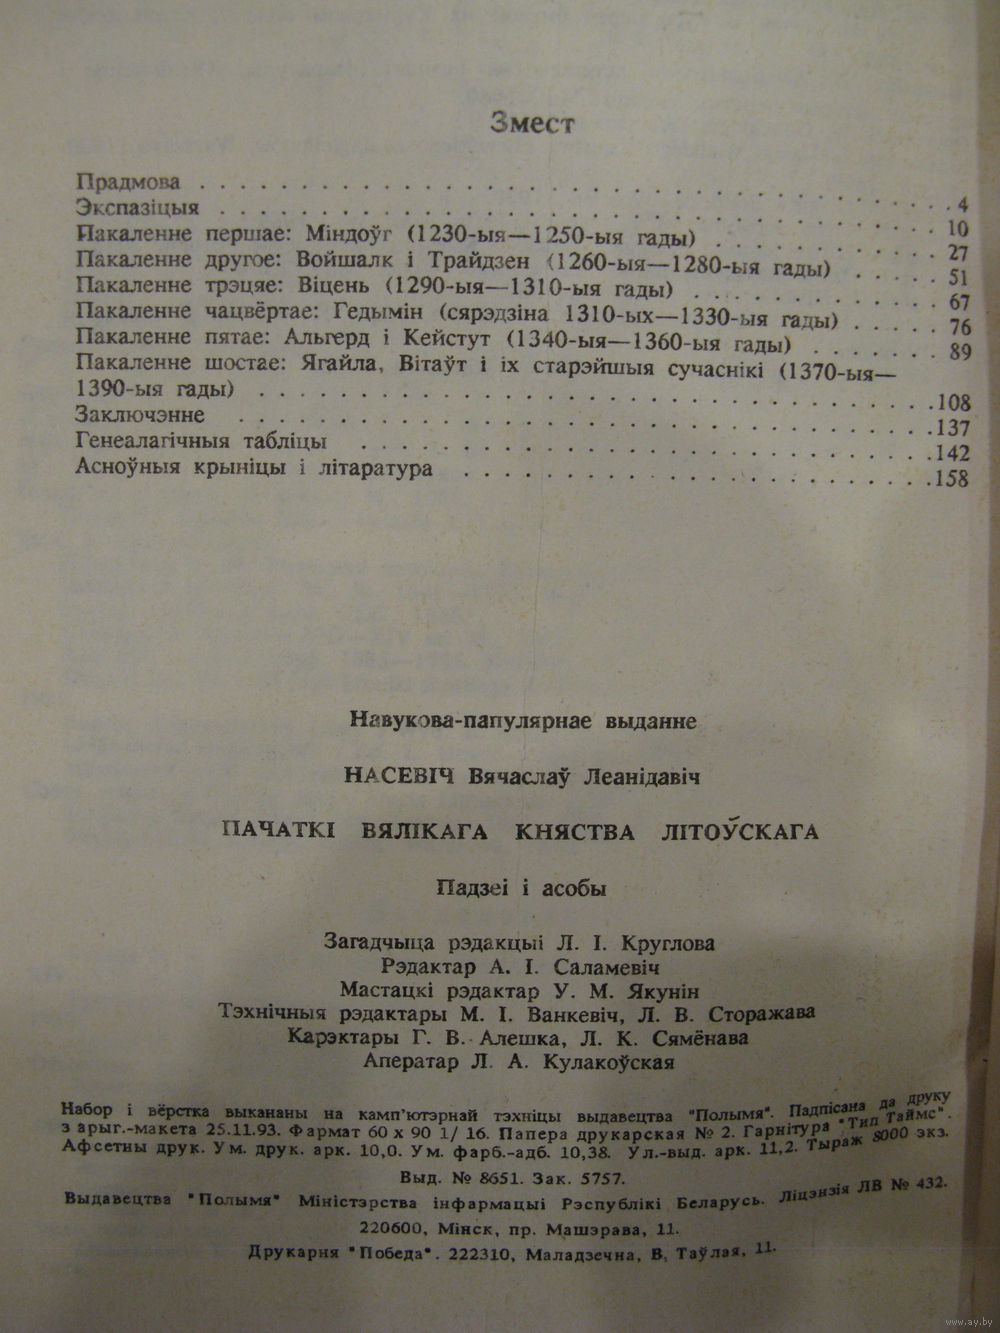 Змест
Прадмова . . . . . . . . . . . . . . . . . . . . . . . . . . . . 4
Экспазіцыя . . . . . . . . . . . . . . . . . . . . . . . . . . . 10
Пакаленне першае: Міндоўг (1230-ыя—1250-ыя гады) . . . . . . . . . 27
Пакаленне другое: Войшалк і Трайдзен (1260-ыя—1280-ыя гады) . . . . . 51
Пакаленне трэцяе: Віцень (1290-ыя—1310-ыя гады) . . . . . . . . . . 67
Пакаленне чацвёртае: Гедымін (сярэдзіна 1310-ых—1330-ыя гады) . . . . . 76
Пакаленне пятае: Альгерд і Кейстут (1340-ыя—1360-ыя гады) . . . . . . . 89
Пакаленне шостае: Ягайла, Вітаўт і іх старэйшыя сучаснікі (1370-ыя—
1390-ыя гады) . . . . . . . . . . . . . . . . . . . . . . . . . . 108
Заключэнне . . . . . . . . . . . . . . . . . . . . . . . . . . . 137
Генеалагічныя табліцы . . . . . . . . . . . . . . . . . . . . . . 142
Асноўныя крыніцы і літаратура . . . . . . . . . . . . . . . . . . 158
Навукова-папулярнае выданне
НАСЕВІЧ Вячаслаў Леанідавіч
ПАЧАТКІ ВЯЛІКАГА КНЯСТВА ЛІТОЎСКАГА
Падзеі і асобы
Загадчыца рэдакцыі Л. І. Круглова
Рэдактар А. І. Саламевіч
Мастацкі рэдактар У. М. Якунін
Тэхнічныя рэдактары М. І. Ванкевіч, Л. В. Сторажава
Карэктары Г. В. Алешка, Л. К. Сямёнава
Аператар Л. А. Кулакоўская
Набор і вёрстка выкананы на камп'ютэрнай тэхніцы выдавецтва "Полымя". Падпісана да друку
з арыг.-макета 25.11.93. Фармат 60 х 90 1/ 16. Папера друкарская № 2. Гарнітура "Тип Таймс".
Афсетны друк. Ум. друк. арк. 10,0. Ум. фарб.-адб. 10,38. Ул.-выд. арк. 11,2. Тыраж 8000 экз.
Выд. № 8651. Зак. 5757.
Выдавецтва "Полымя" Міністэрства інфармацыі Рэспублікі Беларусь. Ліцэнзія ЛВ № 432.
220600, Мінск, пр. Машэрава, 11.
Друкарня "Победа". 222310, Маладзечна, В. Таўлая, 11.
www.ay.by